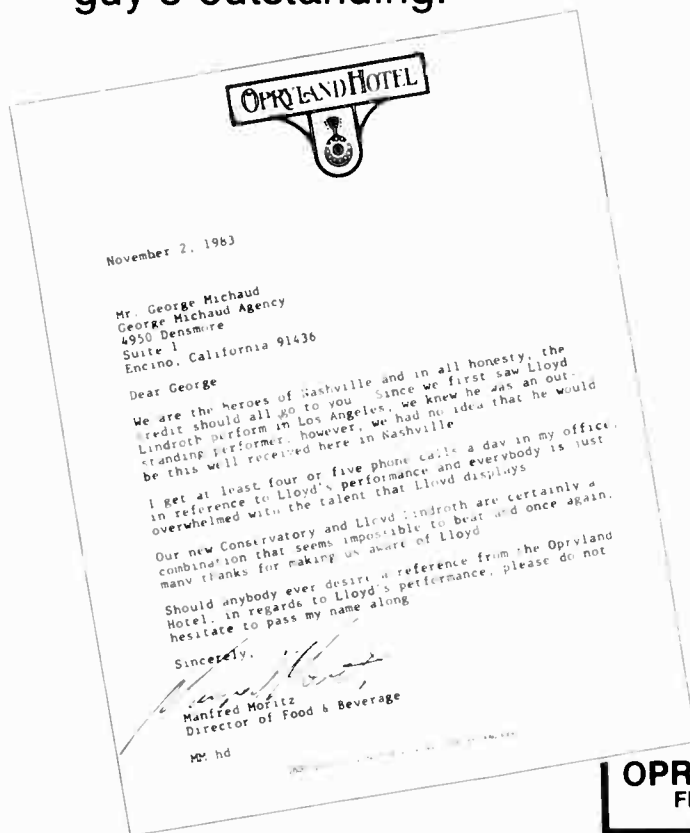 guy's outstanding.
OPRYLAND HOTEL
November 2, 1983
Mr. George Michaud
George Michaud Agency
4950 Densmore
Suite 1
Encino, California 91436
Dear George
We are the heroes of Nashville and in all honesty, the
credit should all go to you Since we first saw Lloyd
Lindroth perform in Los Angeles, we knew he was an out-
standing performer, however, we had no idea that he would
be this well received here in Nashville
I get at least four or five phone calls a day in my office,
in reference to Lloyd's performance and everybody is just
overwhelmed with the talent that Lloyd displays
Our new Conservatory and Lloyd Lindroth are certainly a
combination that seems impossible to beat and once again,
many thanks for making us aware of Lloyd
Should anybody ever desire a reference from the Opryland
Hotel, in regards to Lloyd's performance, please do not
hesitate to pass my name along
Sincerely,
Manfred Moritz
Director of Food & Beverage
MM hd
OPR